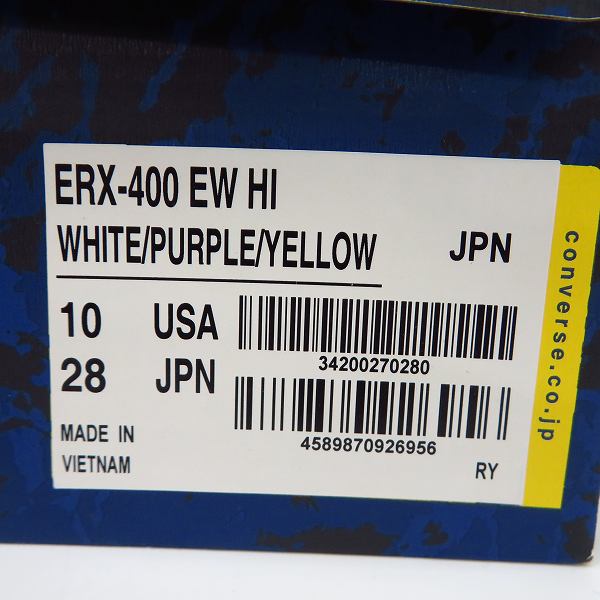 ERX-400 EW HI
WHITE/PURPLE/YELLOW JPN
10 USA
34200270280
28 JPN
4589870926956
MADE IN
VIETNAM
RY
converse.co.jp